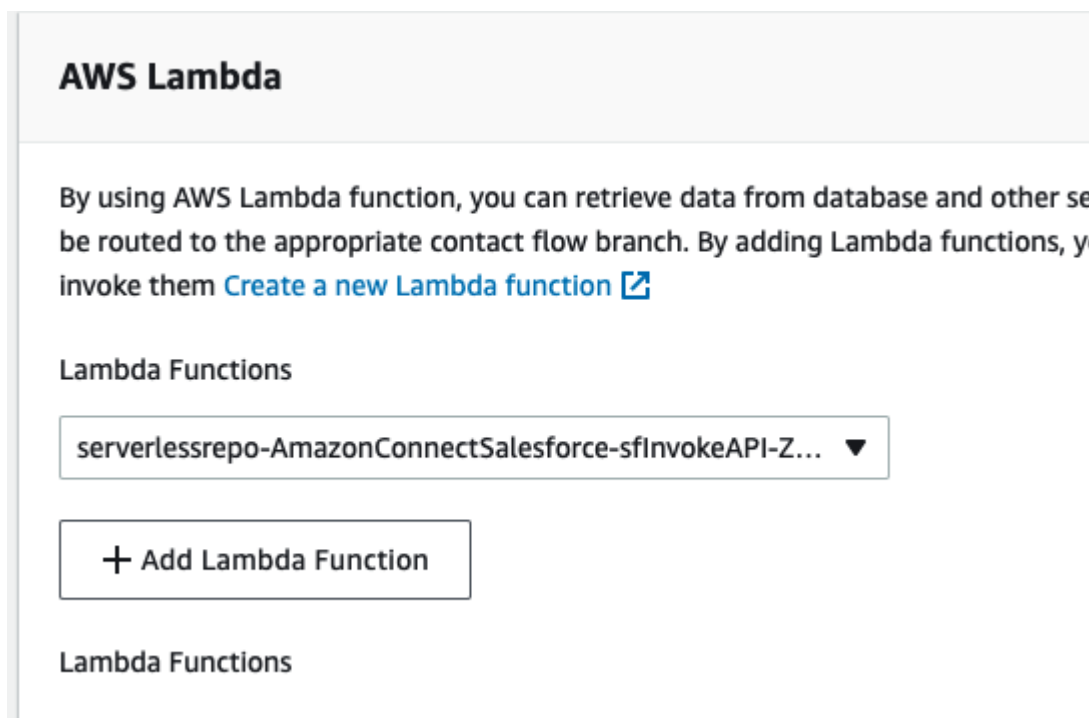 AWS Lambda
By using AWS Lambda function, you can retrieve data from database and other se
be routed to the appropriate contact flow branch. By adding Lambda functions, y
invoke them Create a new Lambda function
Lambda Functions
serverlessrepo-AmazonConnectSalesforce-sfInvokeAPI-Z...
+ Add Lambda Function
Lambda Functions